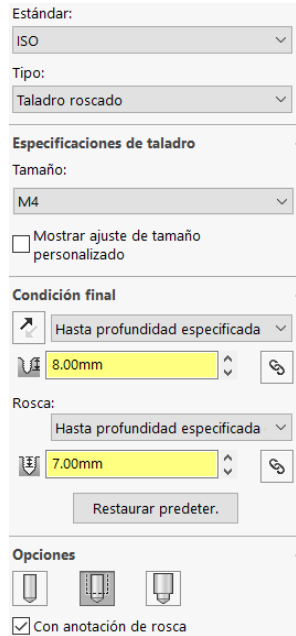 Estándar:
ISO
Tipo:
Taladro roscado
Especificaciones de taladro
Tamaño:
M4
Mostrar ajuste de tamaño
personalizado
Condición final
Hasta profundidad especificada
8.00mm
Rosca:
Hasta profundidad especificada
7.00mm
Restaurar predeter.
Opciones
Con anotación de rosca